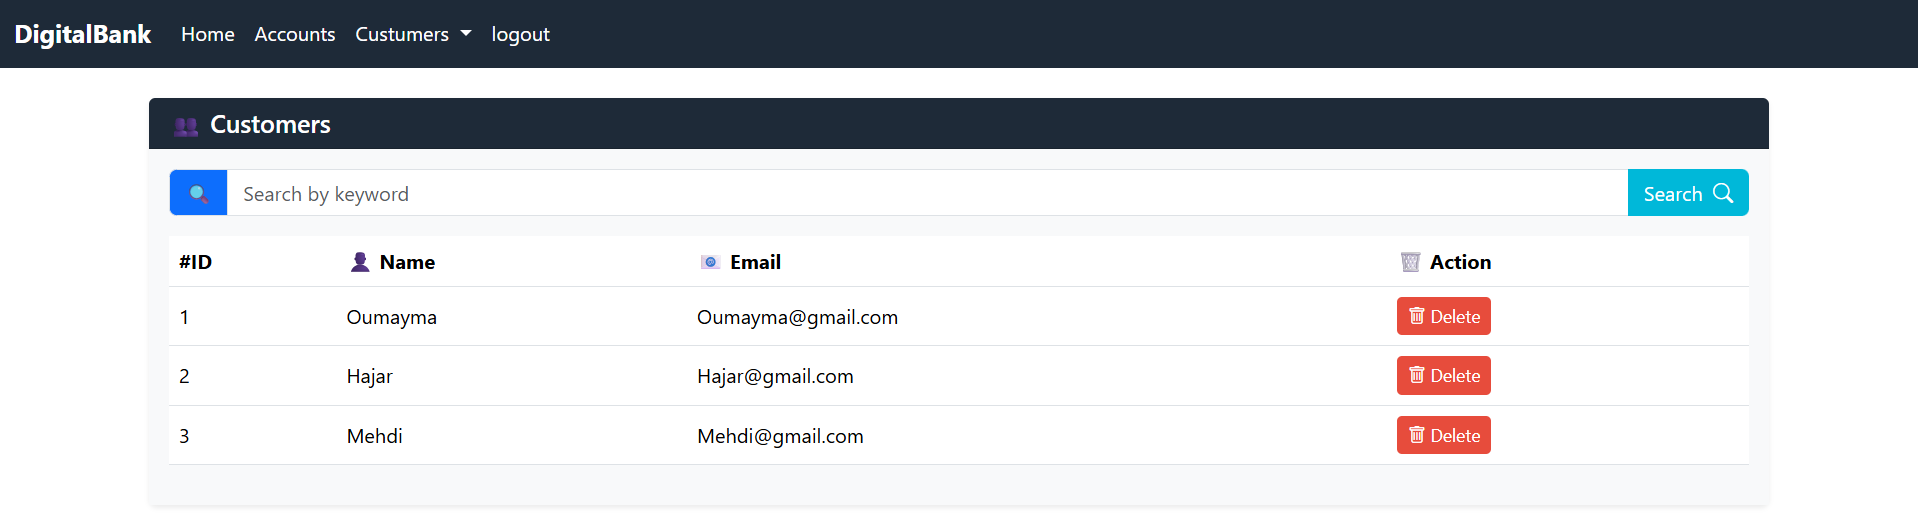 DigitalBank Home Accounts Custumers logout
Customers
Search by keyword Search
#ID Name Email Action
1 Oumayma Oumayma@gmail.com Delete
2 Hajar Hajar@gmail.com Delete
3 Mehdi Mehdi@gmail.com Delete